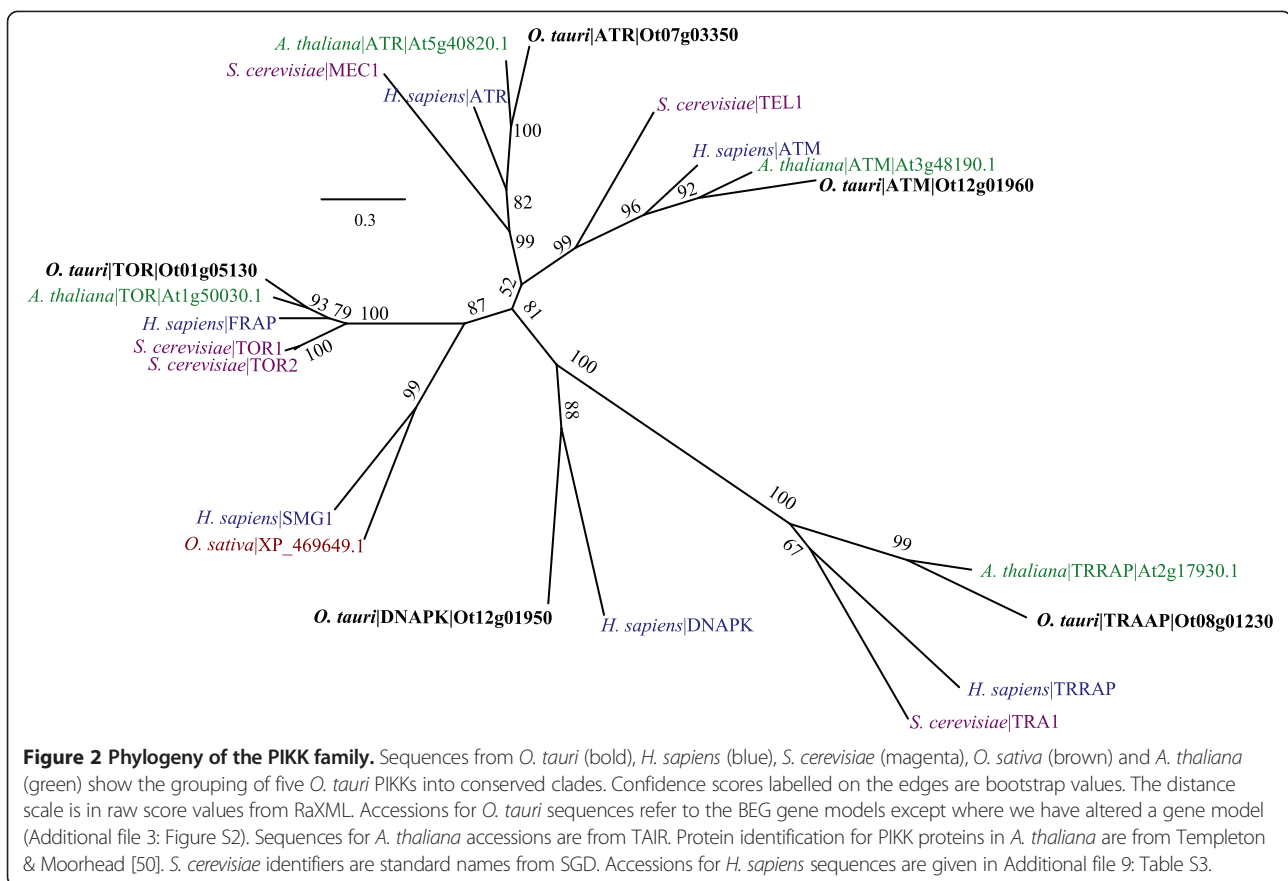 A. thaliana|ATR|At5g40820.1
O. tauri|ATR|Ot07g03350
S. cerevisiae|MEC1
H. sapiens|ATR
S. cerevisiae|TEL1
100
H. sapiens|ATM
A. thaliana|ATM|At3g48190.1
O. tauri|ATM|Ot12g01960
92
96
82
0.3
99
99
O. tauri|TOR|Ot01g05130
A. thaliana|TOR|At1g50030.1
52
93
79
100
87
81
H. sapiens|FRAP
S. cerevisiae|TOR1
100
S. cerevisiae|TOR2
100
99
88
100
H. sapiens|SMG1
O. sativa|XP_469649.1
67
99
A. thaliana|TRRAP|At2g17930.1
O. tauri|DNAPK|Ot12g01950
H. sapiens|DNAPK
O. tauri|TRAAP|Ot08g01230
H. sapiens|TRRAP
S. cerevisiae|TRA1
Figure 2 Phylogeny of the PIKK family. Sequences from O. tauri (bold), H. sapiens (blue), S. cerevisiae (magenta), O. sativa (brown) and A. thaliana
(green) show the grouping of five O. tauri PIKKs into conserved clades. Confidence scores labelled on the edges are bootstrap values. The distance
scale is in raw score values from RaXML. Accessions for O. tauri sequences refer to the BEG gene models except where we have altered a gene model
(Additional file 3: Figure S2). Sequences for A. thaliana accessions are from TAIR. Protein identification for PIKK proteins in A. thaliana are from Templeton
& Moorhead [50]. S. cerevisiae identifiers are standard names from SGD. Accessions for H. sapiens sequences are given in Additional file 9: Table S3.